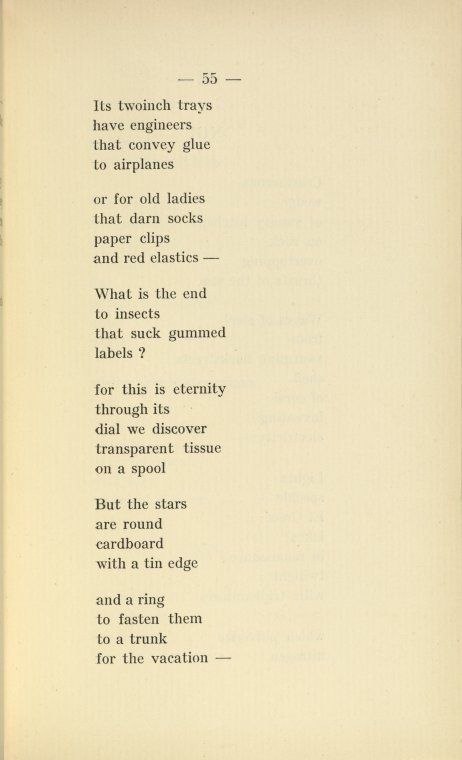 — 55 —
Its twoinch trays
have engineers
that convey glue
to airplanes
or for old ladies
that darn socks
paper clips
and red elastics —
What is the end
to insects
that suck gummed
labels ?
for this is eternity
through its
dial we discover
transparent tissue
on a spool
But the stars
are round
cardboard
with a tin edge
and a ring
to fasten them
to a trunk
for the vacation —